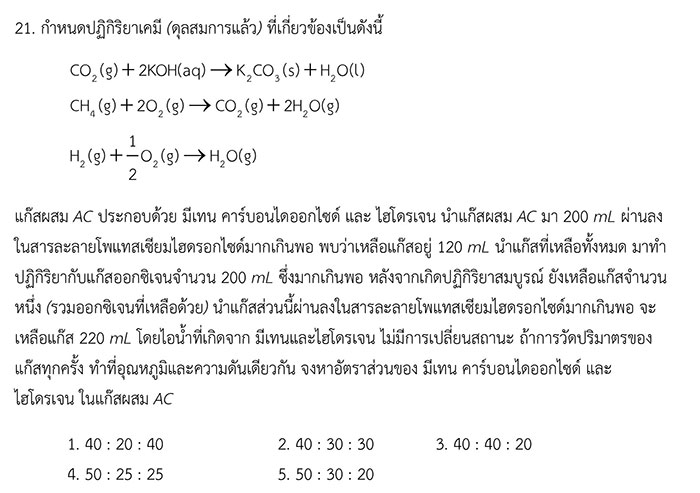 21. กำหนดปฏิกิริยาเคมี (ดุลสมการแล้ว) ที่เกี่ยวข้องเป็นดังนี้
CO₂(g) + 2KOH(aq) → K₂CO₃(s) + H₂O(l)
CH₄(g) + 2O₂(g) → CO₂(g) + 2H₂O(g)
H₂(g) + 1/2 O₂(g) → H₂O(g)
แก๊สผสม AC ประกอบด้วย มีเทน คาร์บอนไดออกไซด์ และ ไฮโดรเจน นำแก๊สผสม AC มา 200 mL ผ่านลง
ในสารละลายโพแทสเซียมไฮดรอกไซด์มากเกินพอ พบว่าเหลือแก๊สอยู่ 120 mL นำแก๊สที่เหลือทั้งหมด มาทำ
ปฏิกิริยากับแก๊สออกซิเจนจำนวน 200 mL ซึ่งมากเกินพอ หลังจากเกิดปฏิกิริยาสมบูรณ์ ยังเหลือแก๊สจำนวน
หนึ่ง (รวมออกซิเจนที่เหลือด้วย) นำแก๊สส่วนนี้ผ่านลงในสารละลายโพแทสเซียมไฮดรอกไซด์มากเกินพอ จะ
เหลือแก๊ส 220 mL โดยไอน้ำที่เกิดจาก มีเทนและไฮโดรเจน ไม่มีการเปลี่ยนสถานะ ถ้าการวัดปริมาตรของ
แก๊สทุกครั้ง ทำที่อุณหภูมิและความดันเดียวกัน จงหาอัตราส่วนของ มีเทน คาร์บอนไดออกไซด์ และ
ไฮโดรเจน ในแก๊สผสม AC
1. 40 : 20 : 40 2. 40 : 30 : 30 3. 40 : 40 : 20
4. 50 : 25 : 25 5. 50 : 30 : 20